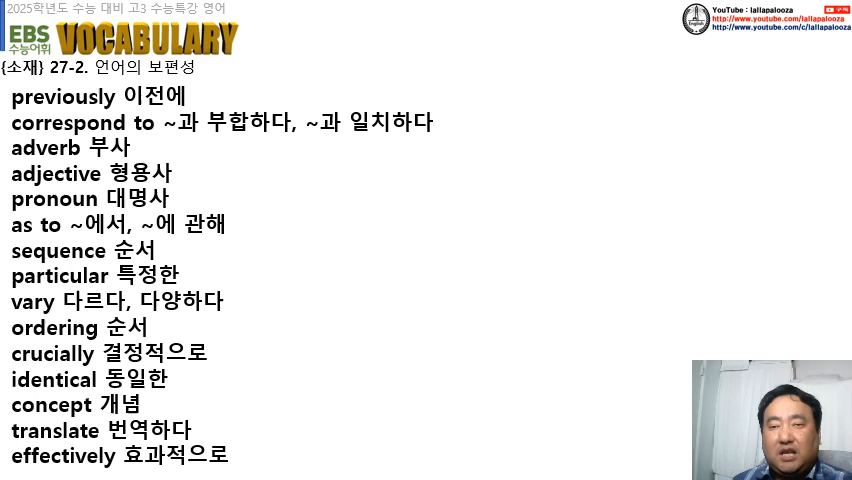 2025학년도 수능 대비 고3 수능특강 영어
EBS 수능어휘 VOCABULARY
{소재} 27-2. 언어의 보편성
previously 이전에
correspond to ~과 부합하다, ~과 일치하다
adverb 부사
adjective 형용사
pronoun 대명사
as to ~에서, ~에 관해
sequence 순서
particular 특정한
vary 다르다, 다양하다
ordering 순서
crucially 결정적으로
identical 동일한
concept 개념
translate 번역하다
effectively 효과적으로
YouTube : lallapalooza 구독
http://www.youtube.com/lallapalooza
http://www.youtube.com/c/lallapalooza
English